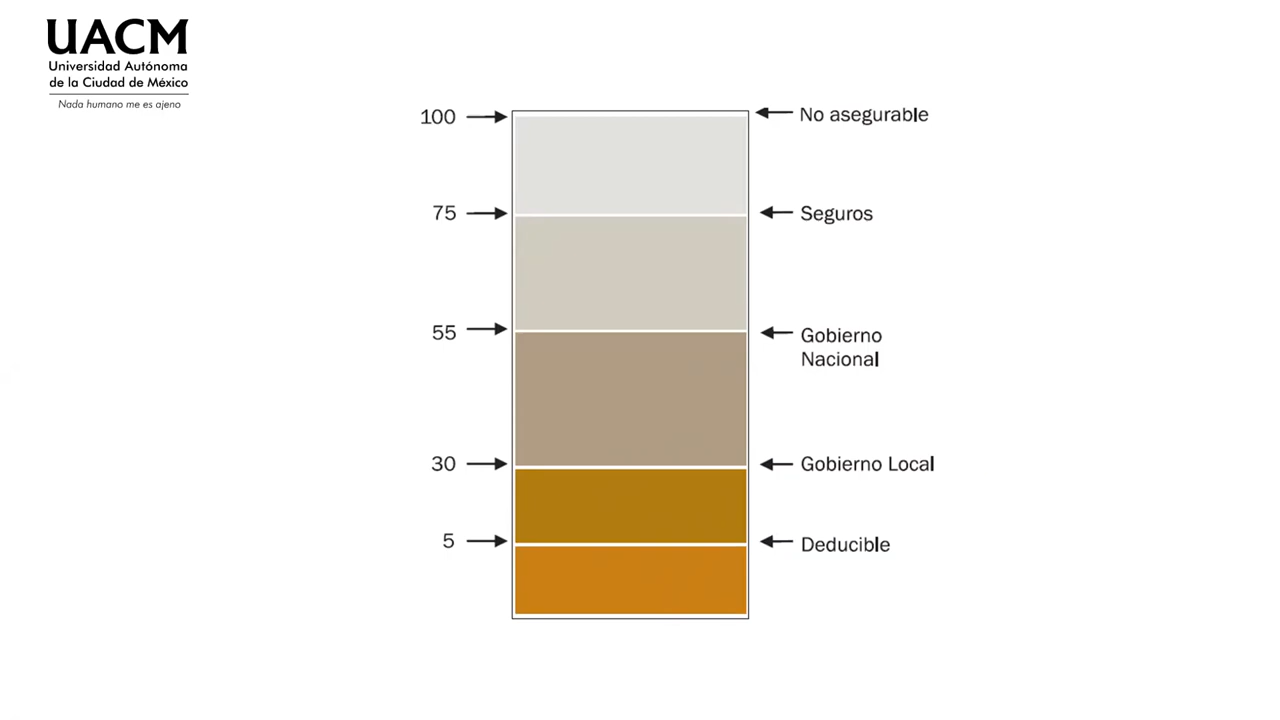 UACM
Universidad Autónoma
de la Ciudad de México
Nada humano me es ajeno
100
No asegurable
75
Seguros
55
Gobierno
Nacional
30
Gobierno Local
5
Deducible